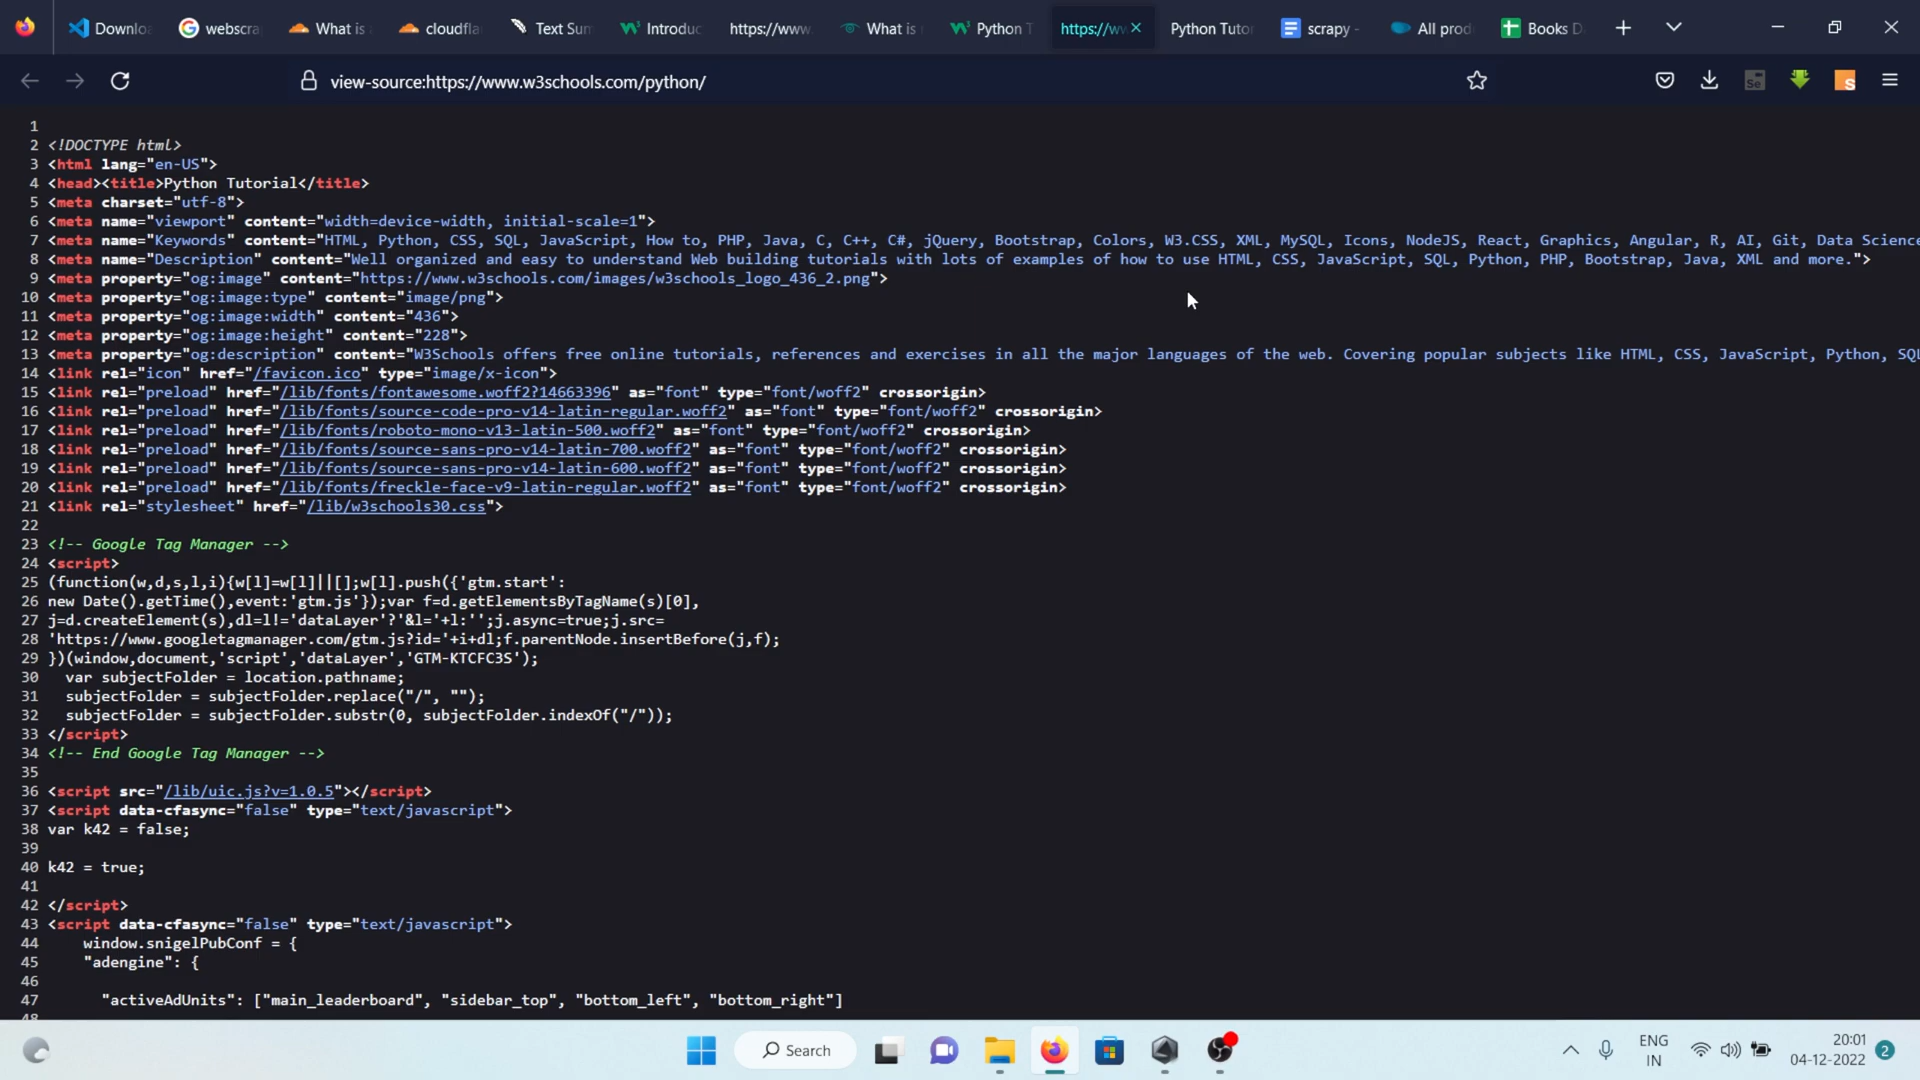 Downlo
webscra
What is
cloudfla
Text Sum
Introduc
https://www.
What is
Python T
https://ww
Python Tuto
scrapy -
All prod
Books D
view-source:https://www.w3schools.com/python/
1
2 <!DOCTYPE html>
3 <html lang="en-US">
4 <head><title>Python Tutorial</title>
5 <meta charset="utf-8">
6 <meta name="viewport" content="width=device-width, initial-scale=1">
7 <meta name="Keywords" content="HTML, Python, CSS, SQL, JavaScript, How to, PHP, Java, C, C++, C#, jQuery, Bootstrap, Colors, W3.CSS, XML, MySQL, Icons, NodeJS, React, Graphics, Angular, R, AI, Git, Data Science
8 <meta name="Description" content="Well organized and easy to understand Web building tutorials with lots of examples of how to use HTML, CSS, JavaScript, SQL, Python, PHP, Bootstrap, Java, XML and more.">
9 <meta property="og:image" content="https://www.w3schools.com/images/w3schools_logo_436_2.png">
10 <meta property="og:image:type" content="image/png">
11 <meta property="og:image:width" content="436">
12 <meta property="og:image:height" content="228">
13 <meta property="og:description" content="W3Schools offers free online tutorials, references and exercises in all the major languages of the web. Covering popular subjects like HTML, CSS, JavaScript, Python, SQL
14 <link rel="icon" href="/favicon.ico" type="image/x-icon">
15 <link rel="preload" href="/lib/fonts/fontawesome.woff2?14663396" as="font" type="font/woff2" crossorigin>
16 <link rel="preload" href="/lib/fonts/source-code-pro-v14-latin-regular.woff2" as="font" type="font/woff2" crossorigin>
17 <link rel="preload" href="/lib/fonts/roboto-mono-v13-latin-500.woff2" as="font" type="font/woff2" crossorigin>
18 <link rel="preload" href="/lib/fonts/source-sans-pro-v14-latin-700.woff2" as="font" type="font/woff2" crossorigin>
19 <link rel="preload" href="/lib/fonts/source-sans-pro-v14-latin-600.woff2" as="font" type="font/woff2" crossorigin>
20 <link rel="preload" href="/lib/fonts/freckle-face-v9-latin-regular.woff2" as="font" type="font/woff2" crossorigin>
21 <link rel="stylesheet" href="/lib/w3schools30.css">
22
23 <!-- Google Tag Manager -->
24 <script>
25 (function(w,d,s,l,i){w[l]=w[l]||[];w[l].push({'gtm.start':
26 new Date().getTime(),event:'gtm.js'});var f=d.getElementsByTagName(s)[0],
27 j=d.createElement(s),dl=l!='dataLayer'?'&l='+l:'';j.async=true;j.src=
28 'https://www.googletagmanager.com/gtm.js?id='+i+dl;f.parentNode.insertBefore(j,f);
29 })(window,document,'script','dataLayer','GTM-KTCFC3S');
30 var subjectFolder = location.pathname;
31 subjectFolder = subjectFolder.replace("/", "");
32 subjectFolder = subjectFolder.substr(0, subjectFolder.indexOf("/"));
33 </script>
34 <!-- End Google Tag Manager -->
35
36 <script src="/lib/uic.js?v=1.0.5"></script>
37 <script data-cfasync="false" type="text/javascript">
38 var k42 = false;
39
40 k42 = true;
41
42 </script>
43 <script data-cfasync="false" type="text/javascript">
44 window.snigelPubConf = {
45 "adengine": {
46
47 "activeAdUnits": ["main_leaderboard", "sidebar_top", "bottom_left", "bottom_right"]
48
Search
ENG
IN
20:01
04-12-2022
2